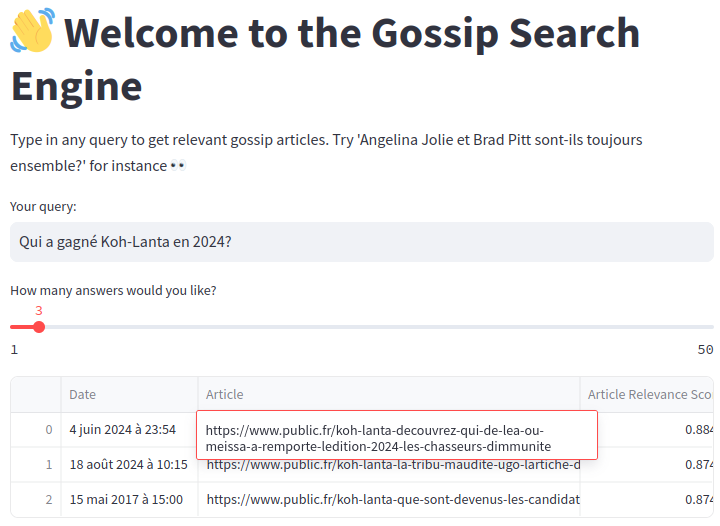 👋 Welcome to the Gossip Search
Engine
Type in any query to get relevant gossip articles. Try 'Angelina Jolie et Brad Pitt sont-ils toujours
ensemble?' for instance 👀
Your query:
Qui a gagné Koh-Lanta en 2024?
How many answers would you like?
3
1 50
Date Article Article Relevance Sco
0 4 juin 2024 à 23:54 https://www.public.fr/koh-lanta-decouvrez-qui-de-lea-ou-
meissa-a-remporte-ledition-2024-les-chasseurs-dimmunite 0.884
1 18 août 2024 à 10:15 https://www.public.fr/koh-lanta-la-tribu-maudite-ugo-lartiche-d 0.874
2 15 mai 2017 à 15:00 https://www.public.fr/koh-lanta-que-sont-devenus-les-candidat 0.874